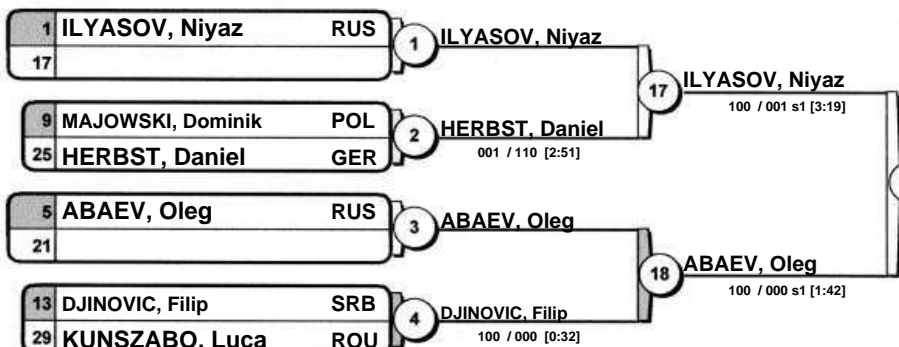 1 ILYASOV, Niyaz RUS
17
1
ILYASOV, Niyaz
9 MAJOWSKI, Dominik POL
25 HERBST, Daniel GER
2
HERBST, Daniel
001 / 110 [2:51]
17
ILYASOV, Niyaz
100 / 001 s1 [3:19]
5 ABAEV, Oleg RUS
21
3
ABAEV, Oleg
13 DJINOVIC, Filip SRB
29 KUNSZABO, Luca ROU
4
DJINOVIC, Filip
100 / 000 [0:32]
18
ABAEV, Oleg
100 / 000 s1 [1:42]